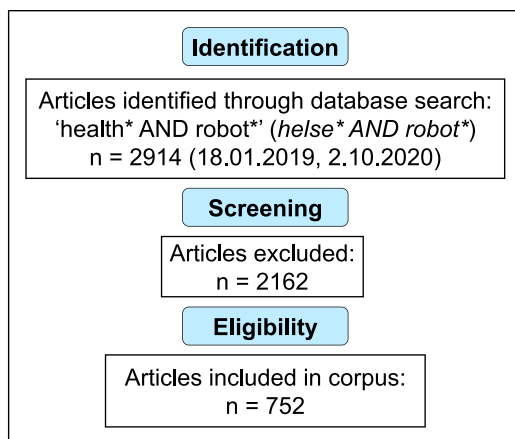 Identification
Articles identified through database search:
‘health* AND robot*’ (helse* AND robot*)
n = 2914 (18.01.2019, 2.10.2020)
Screening
Articles excluded:
n = 2162
Eligibility
Articles included in corpus:
n = 752